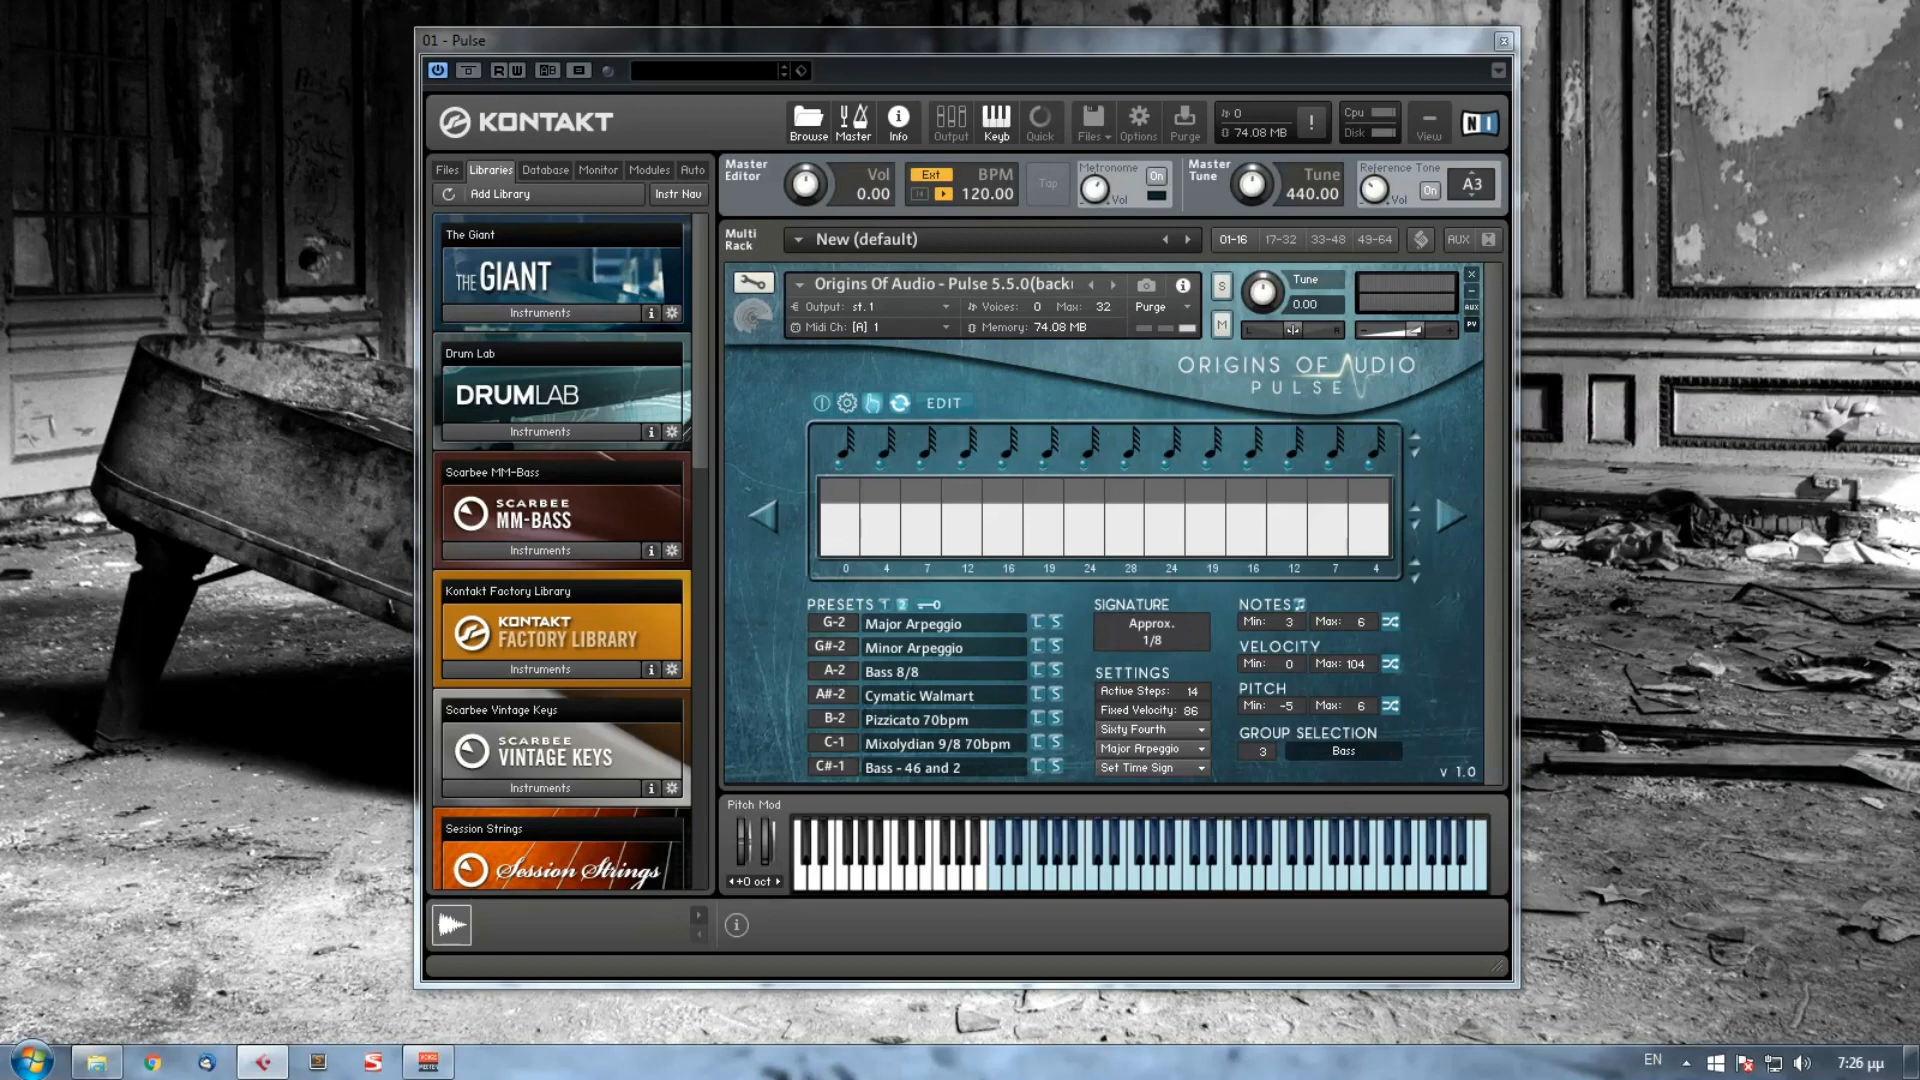 01 - Pulse
R W
KONTAKT
Browse Master Info Output Keyb Quick Files Options Purge
0
74.08 MB
!
Cpu
Disk
View
NI
Files Libraries Database Monitor Modules Auto
Add Library Instr Nav
Master Editor
Vol
0.00
Ext BPM
120.00
Tap
Metronome On
Vol
Master Tune
Tune
440.00
Reference Tone
Vol On
A3
Multi Rack
New (default)
01-16 17-32 33-48 49-64 AUX
The Giant
THE GIANT
Instruments i
Drum Lab
DRUMLAB
Instruments i
Scarbee MM-Bass
SCARBEE
MM-BASS
Instruments i
Kontakt Factory Library
KONTAKT
FACTORY LIBRARY
Instruments i
Scarbee Vintage Keys
SCARBEE
VINTAGE KEYS
Instruments i
Session Strings
Session Strings
Origins Of Audio - Pulse 5.5.0(back
Output: st. 1 Voices: 0 Max: 32 Purge
Midi Ch: [A] 1 Memory: 74.08 MB
S
M
Tune
0.00
L R
AUX
PV
ORIGINS OF AUDIO
PULSE
EDIT
0 4 7 12 16 19 24 28 24 19 16 12 7 4
PRESETS 1 2
G-2 Major Arpeggio L S
G#-2 Minor Arpeggio L S
A-2 Bass 8/8 L S
A#-2 Cymatic Walmart L S
B-2 Pizzicato 70bpm L S
C-1 Mixolydian 9/8 70bpm L S
C#-1 Bass - 46 and 2 L S
SIGNATURE
Approx.
1/8
SETTINGS
Active Steps: 14
Fixed Velocity: 86
Sixty Fourth
Major Arpeggio
Set Time Sign
NOTES
Min: 3 Max: 6
VELOCITY
Min: 0 Max: 104
PITCH
Min: -5 Max: 6
GROUP SELECTION
3 Bass
v 1.0
Pitch Mod
+0 oct
EN
7:26 μμ